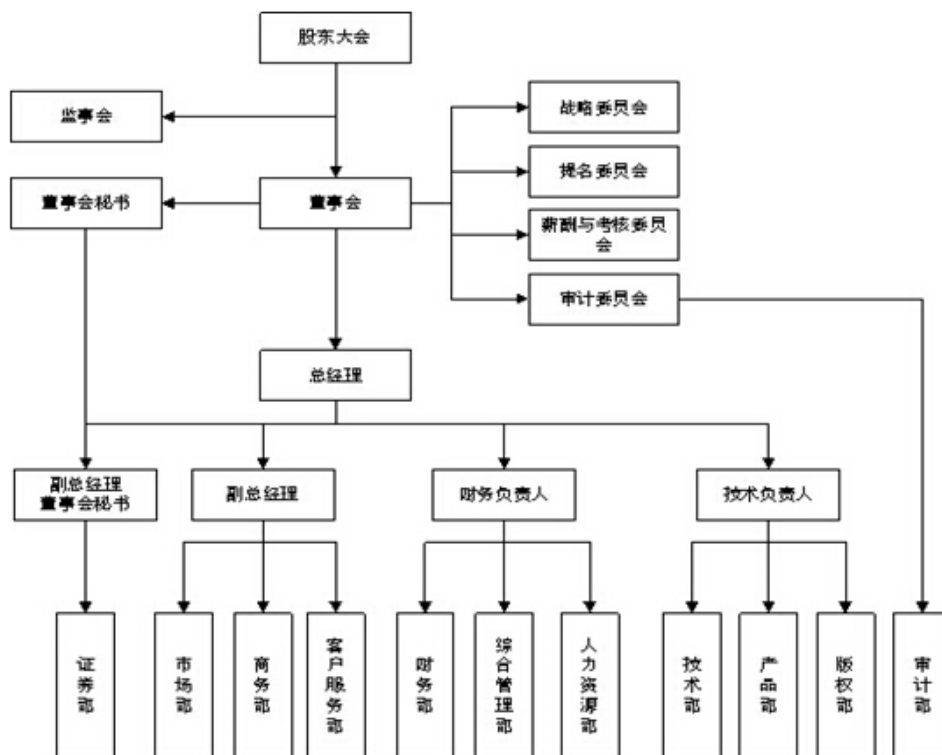 股东大会
监事会
战略委员会
提名委员会
董事会秘书
董事会
薪酬与考核委员
会
审计委员会
总经理
副总经理
董事会秘书
副总经理
财务负责人
技术负责人
证券部
市场部
商务部
客户服务部
财务部
综合管理部
人力资源部
技术部
产品部
版权部
审计部